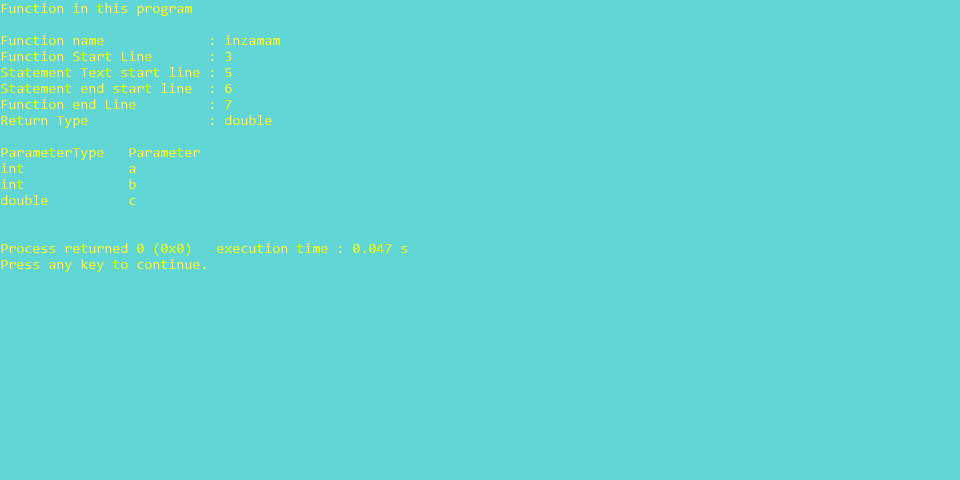 Function in this program
Function name             : inzamam
Function Start Line       : 3
Statement Text start line : 5
Statement end start line  : 6
Function end Line         : 7
Return Type               : double
ParameterType   Parameter
int             a
int             b
double          c
Process returned 0 (0x0)   execution time : 0.047 s
Press any key to continue.